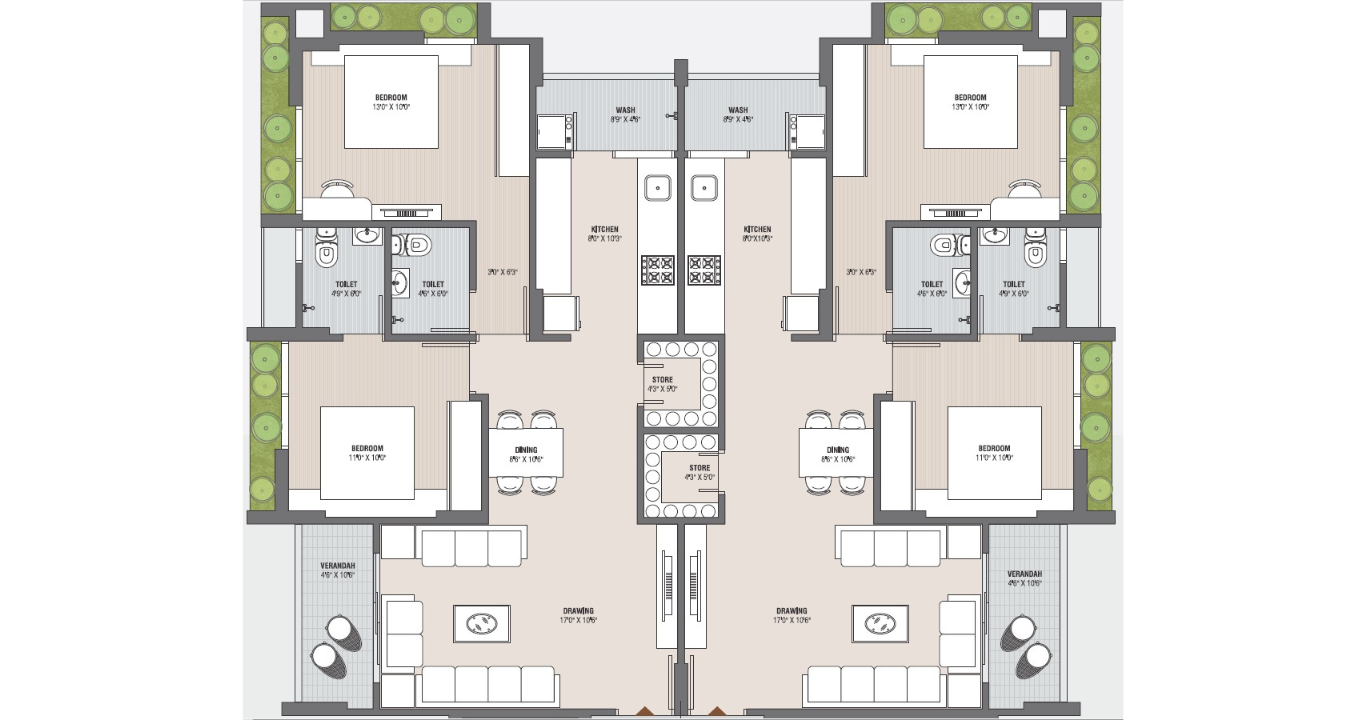 BEDROOM
13'0" X 10'0"
WASH
8'9" X 4'6"
WASH
8'9" X 4'6"
BEDROOM
13'0" X 10'0"
KITCHEN
8'0" X 10'3"
KITCHEN
8'0"X10'3"
TOILET
4'9" X 6'0"
TOILET
4'6" X 6'0"
3'0" X 6'3"
3'0" X 6'3"
TOILET
4'6" X 6'0"
TOILET
4'9" X 6'0"
STORE
4'3" X 5'0"
BEDROOM
11'0" X 10'0"
DINING
8'6" X 10'6"
STORE
4'3" X 5'0"
DINING
8'6" X 10'6"
BEDROOM
11'0" X 10'0"
VERANDAH
4'6" X 10'6"
DRAWING
17'0" X 10'6"
DRAWING
17'0" X 10'6"
VERANDAH
4'6" X 10'6"